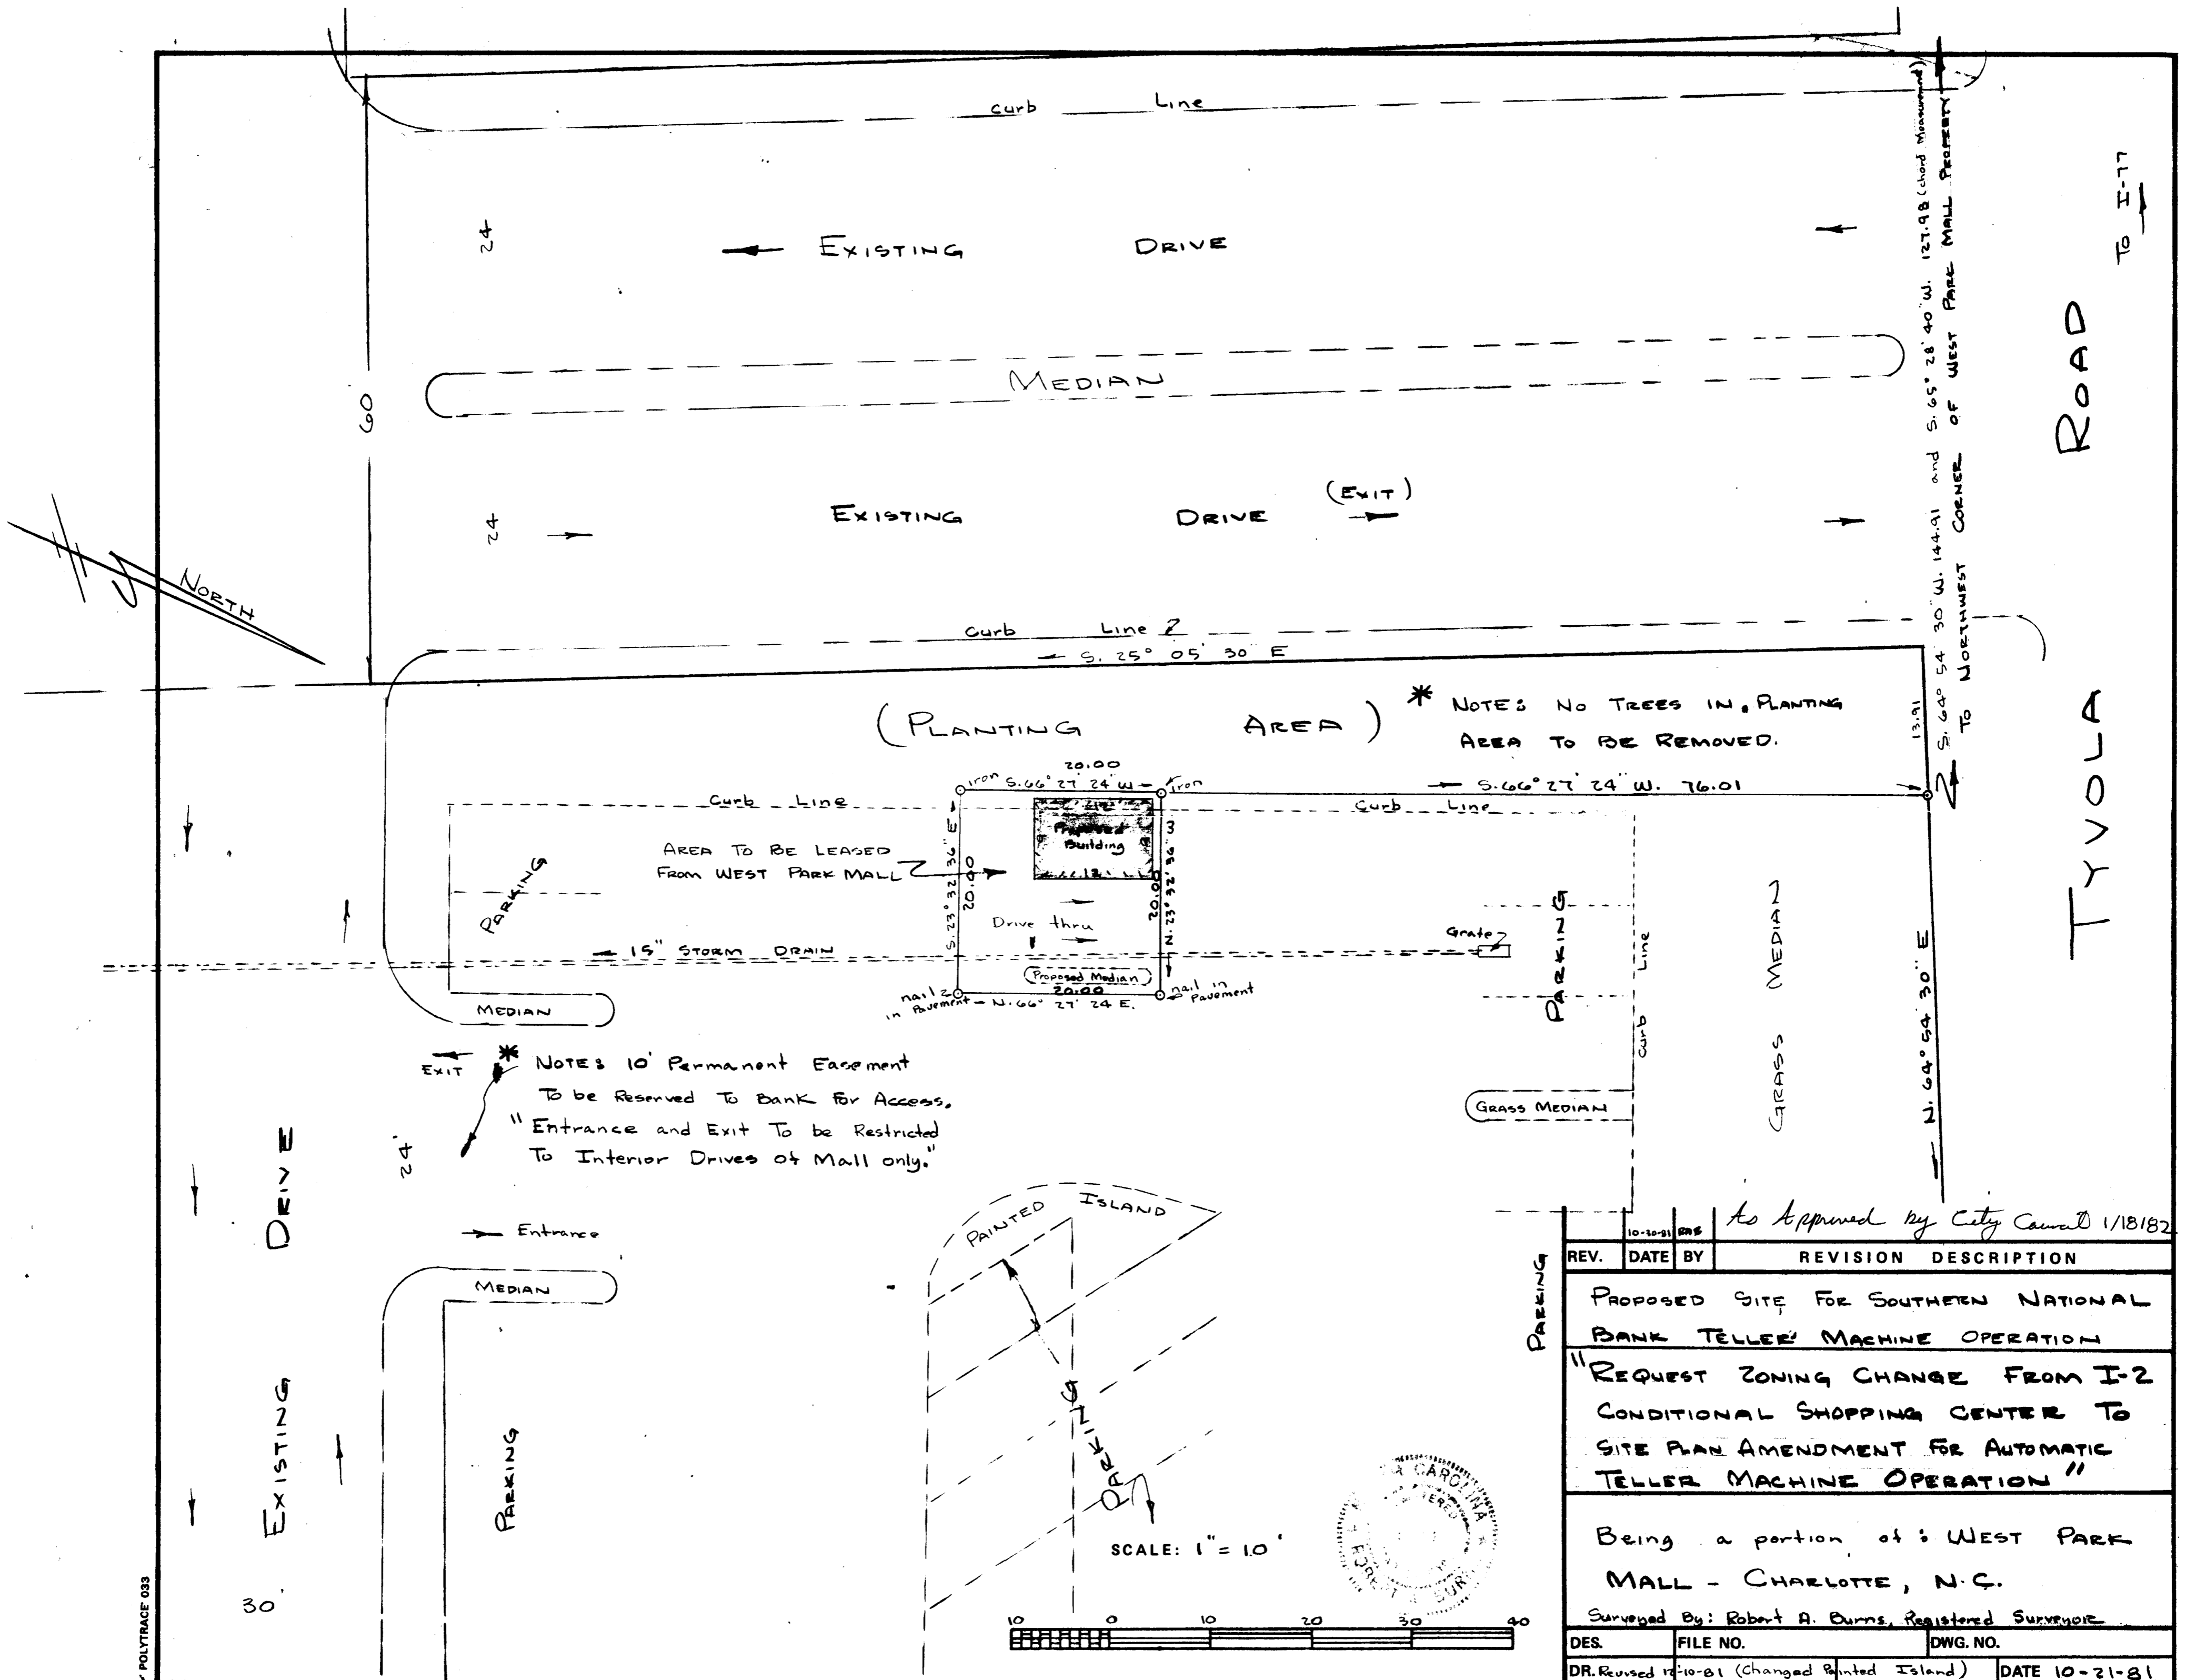 curb Line
24
← EXISTING DRIVE
60'
MEDIAN
24
EXISTING DRIVE (EXIT)
NORTH
Curb Line
S. 25° 05' 30" E
(PLANTING AREA)
* NOTE: NO TREES IN PLANTING
AREA TO BE REMOVED.
13.91
S. 64° 54' 30" W. 144.91 and S. 65° 28' 40" W. 127.98 (chord Measurement)
TO NORTHWEST CORNER OF WEST PARK MALL PROPERTY
TO I-77
TYVOLA ROAD
20.00
iron S. 66° 27' 24" W iron
S. 66° 27' 24" W. 76.01
Curb Line
Curb Line
Proposed
Building
12
AREA TO BE LEASED
FROM WEST PARK MALL
S. 23° 32' 36" E
20.00
20.00
N. 23° 32' 36" W
PARKING
Drive thru
15" STORM DRAIN
Grate
Proposed Median
20.00
nail
in Pavement
N. 66° 27' 24 E.
nail in
Pavement
PARKING
Curb Line
GRASS MEDIAN
N. 64° 54' 30" E
MEDIAN
EXIT
* NOTE: 10' Permanent Easement
To be Reserved To Bank For Access.
"Entrance and Exit To be Restricted
To Interior Drives of Mall only."
GRASS MEDIAN
24'
Entrance
MEDIAN
EXISTING DRIVE
30'
PARKING
PAINTED ISLAND
PARKING
PARKING
SCALE: 1" = 10'
10 0 10 20 30 40
CAROLINA
POLYTRACE 033
10-30-81
As Approved by City Council 1/18/82
REV. DATE BY REVISION DESCRIPTION
PROPOSED SITE FOR SOUTHERN NATIONAL
BANK TELLER MACHINE OPERATION
"REQUEST ZONING CHANGE FROM I-2
CONDITIONAL SHOPPING CENTER TO
SITE PLAN AMENDMENT FOR AUTOMATIC
TELLER MACHINE OPERATION"
Being a portion of : WEST PARK
MALL - CHARLOTTE, N.C.
Surveyed By: Robert A. Burns, Registered Surveyor
DES. FILE NO. DWG. NO.
DR. Revised 12-10-81 (Changed Painted Island) DATE 10-21-81